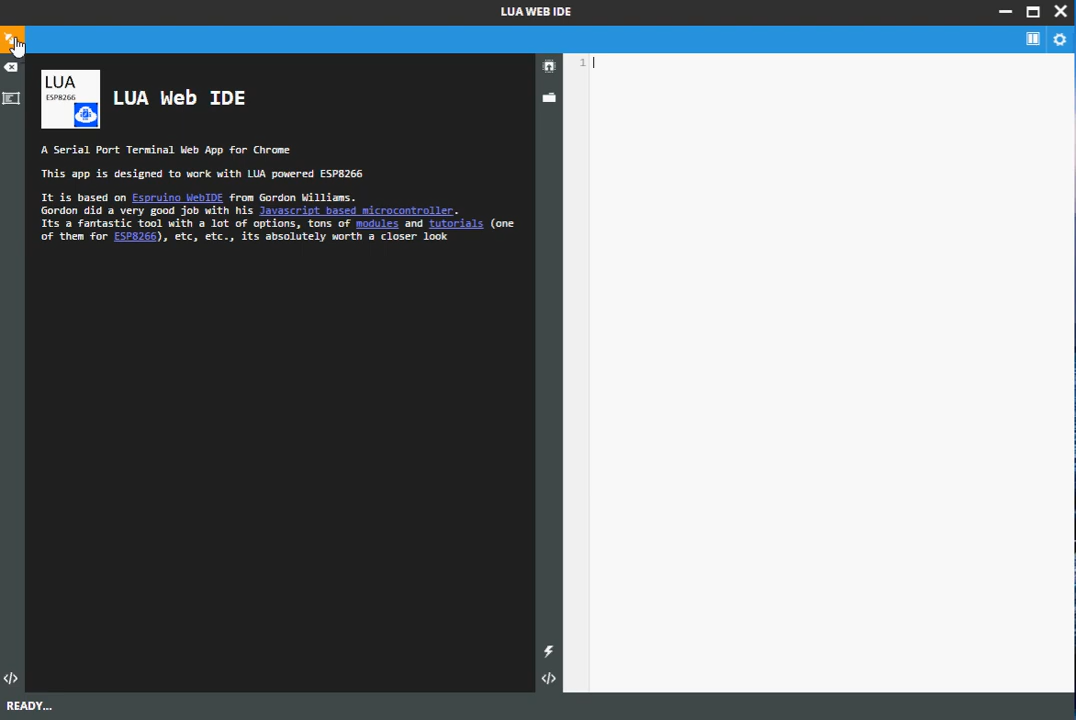 LUA WEB IDE
LUA
ESP8266
LUA Web IDE
A Serial Port Terminal Web App for Chrome
This app is designed to work with LUA powered ESP8266
It is based on Espruino WebIDE from Gordon Williams.
Gordon did a very good job with his Javascript based microcontroller.
Its a fantastic tool with a lot of options, tons of modules and tutorials (one
of them for ESP8266), etc, etc., its absolutely worth a closer look
1
READY...